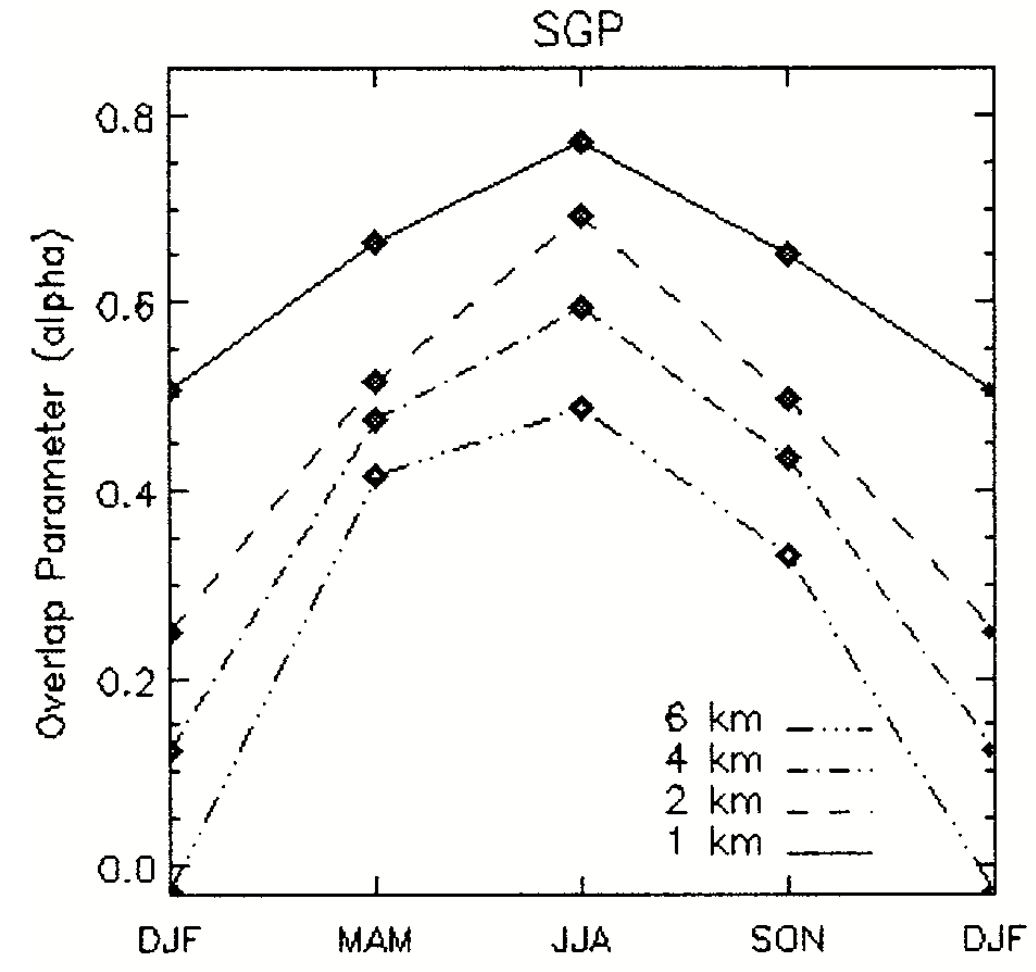 SGP
0.8
0.6
0.4
0.2
0.0
Overlap Parameter (alpha)
6 km
4 km
2 km
1 km
DJF MAM JJA SON DJF